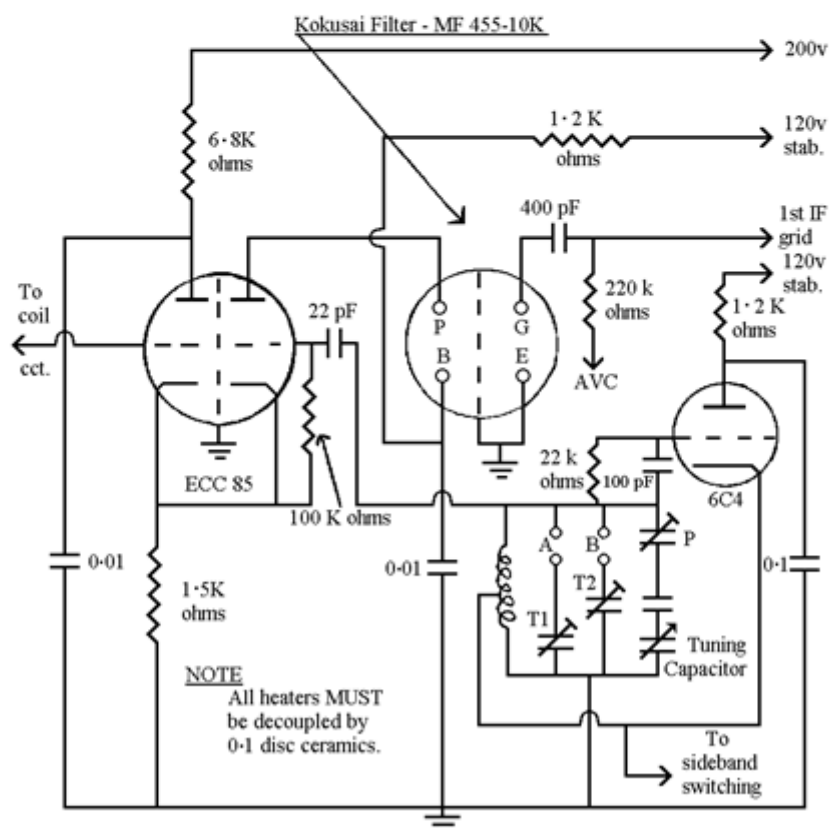 Kokusai Filter - MF 455-10K
200v
6·8K
ohms
1·2 K
ohms
120v
stab.
400 pF
1st IF
grid
120v
stab.
To
coil
cct.
22 pF
P
G
B
E
220 k
ohms
1·2 K
ohms
AVC
ECC 85
100 K ohms
22 k
ohms
100 pF
6C4
0·01
1·5K
ohms
0·01
A
B
P
0·1
T1
T2
Tuning
Capacitor
NOTE
All heaters MUST
be decoupled by
0·1 disc ceramics.
To
sideband
switching